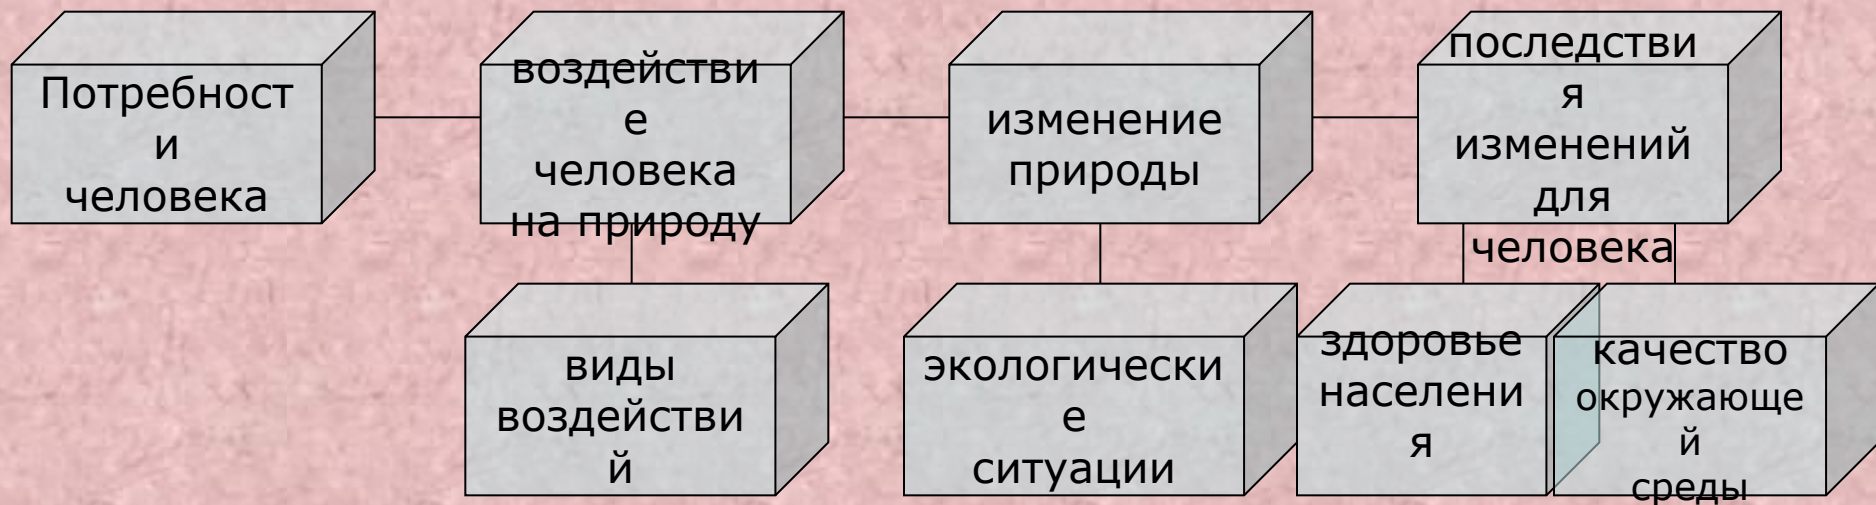 Потребност
и
человека
воздействи
е
человека
на природу
изменение
природы
последстви
я
изменений
для
человека
виды
воздействи
й
экологически
е
ситуации
здоровье
населени
я
качество
окружающе
й
среды